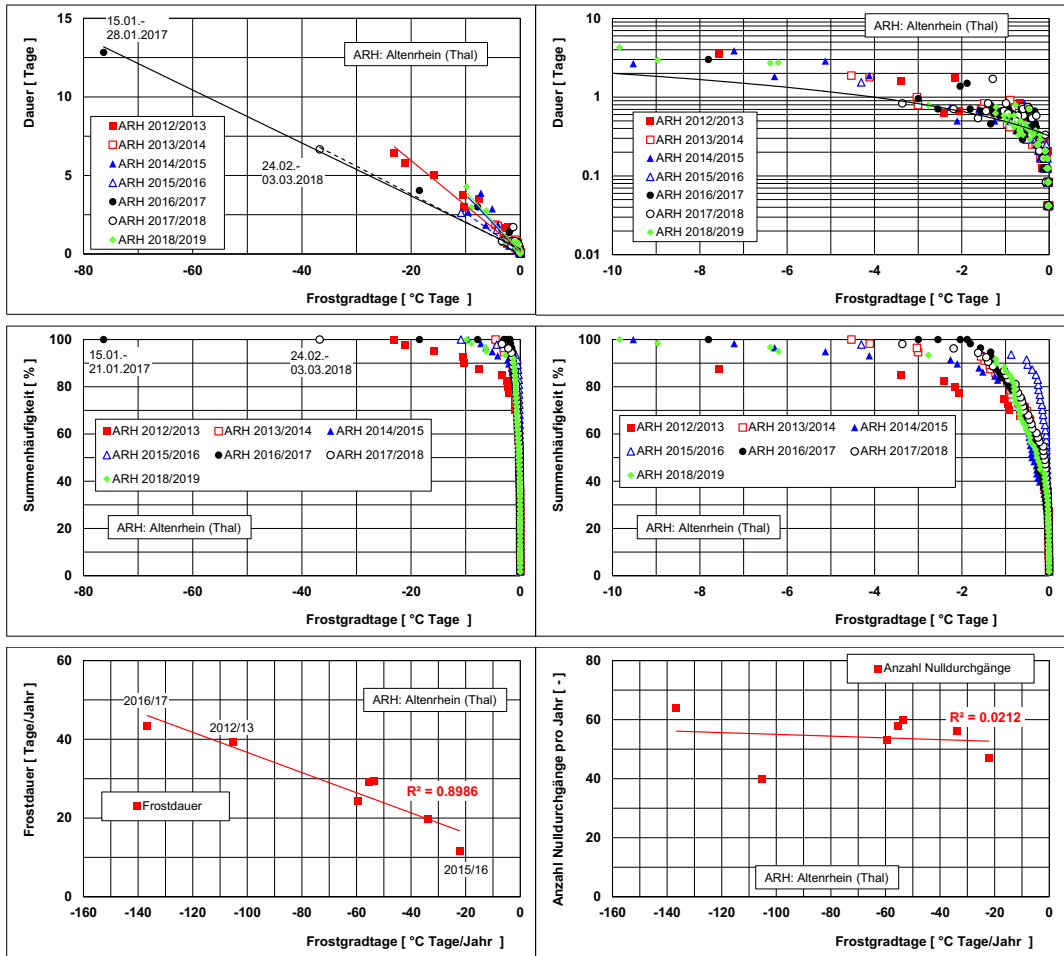 15
10
5
0
Dauer [ Tage]
15.01.-
28.01.2017
ARH: Altenrhein (Thal)
ARH 2012/2013
ARH 2013/2014
ARH 2014/2015
ARH 2015/2016
ARH 2016/2017
ARH 2017/2018
ARH 2018/2019
24.02.-
03.03.2018
-80 -60 -40 -20 0
Frostgradtage [ °C Tage ]
10
1
0.1
0.01
Dauer [ Tage]
ARH: Altenrhein (Thal)
ARH 2012/2013
ARH 2013/2014
ARH 2014/2015
ARH 2015/2016
ARH 2016/2017
ARH 2017/2018
ARH 2018/2019
-10 -8 -6 -4 -2 0
Frostgradtage [ °C Tage ]
100
80
60
40
20
0
Summenhäufigkeit [ % ]
15.01.-
21.01.2017
24.02.-
03.03.2018
ARH 2012/2013 ARH 2013/2014 ARH 2014/2015
ARH 2015/2016 ARH 2016/2017 ARH 2017/2018
ARH 2018/2019
ARH: Altenrhein (Thal)
-80 -60 -40 -20 0
Frostgradtage [ °C Tage ]
100
80
60
40
20
0
Summenhäufigkeit [ % ]
ARH 2012/2013 ARH 2013/2014 ARH 2014/2015
ARH 2015/2016 ARH 2016/2017 ARH 2017/2018
ARH 2018/2019
ARH: Altenrhein (Thal)
-10 -8 -6 -4 -2 0
Frostgradtage [ °C Tage ]
60
40
20
0
Frostdauer [ Tage/Jahr]
2016/17
ARH: Altenrhein (Thal)
2012/13
R² = 0.8986
Frostdauer
2015/16
-160 -140 -120 -100 -80 -60 -40 -20 0
Frostgradtage [ °C Tage/Jahr ]
80
60
40
20
0
Anzahl Nulldurchgänge pro Jahr [ - ]
Anzahl Nulldurchgänge
R² = 0.0212
ARH: Altenrhein (Thal)
-160 -140 -120 -100 -80 -60 -40 -20 0
Frostgradtage [ °C Tage/Jahr ]